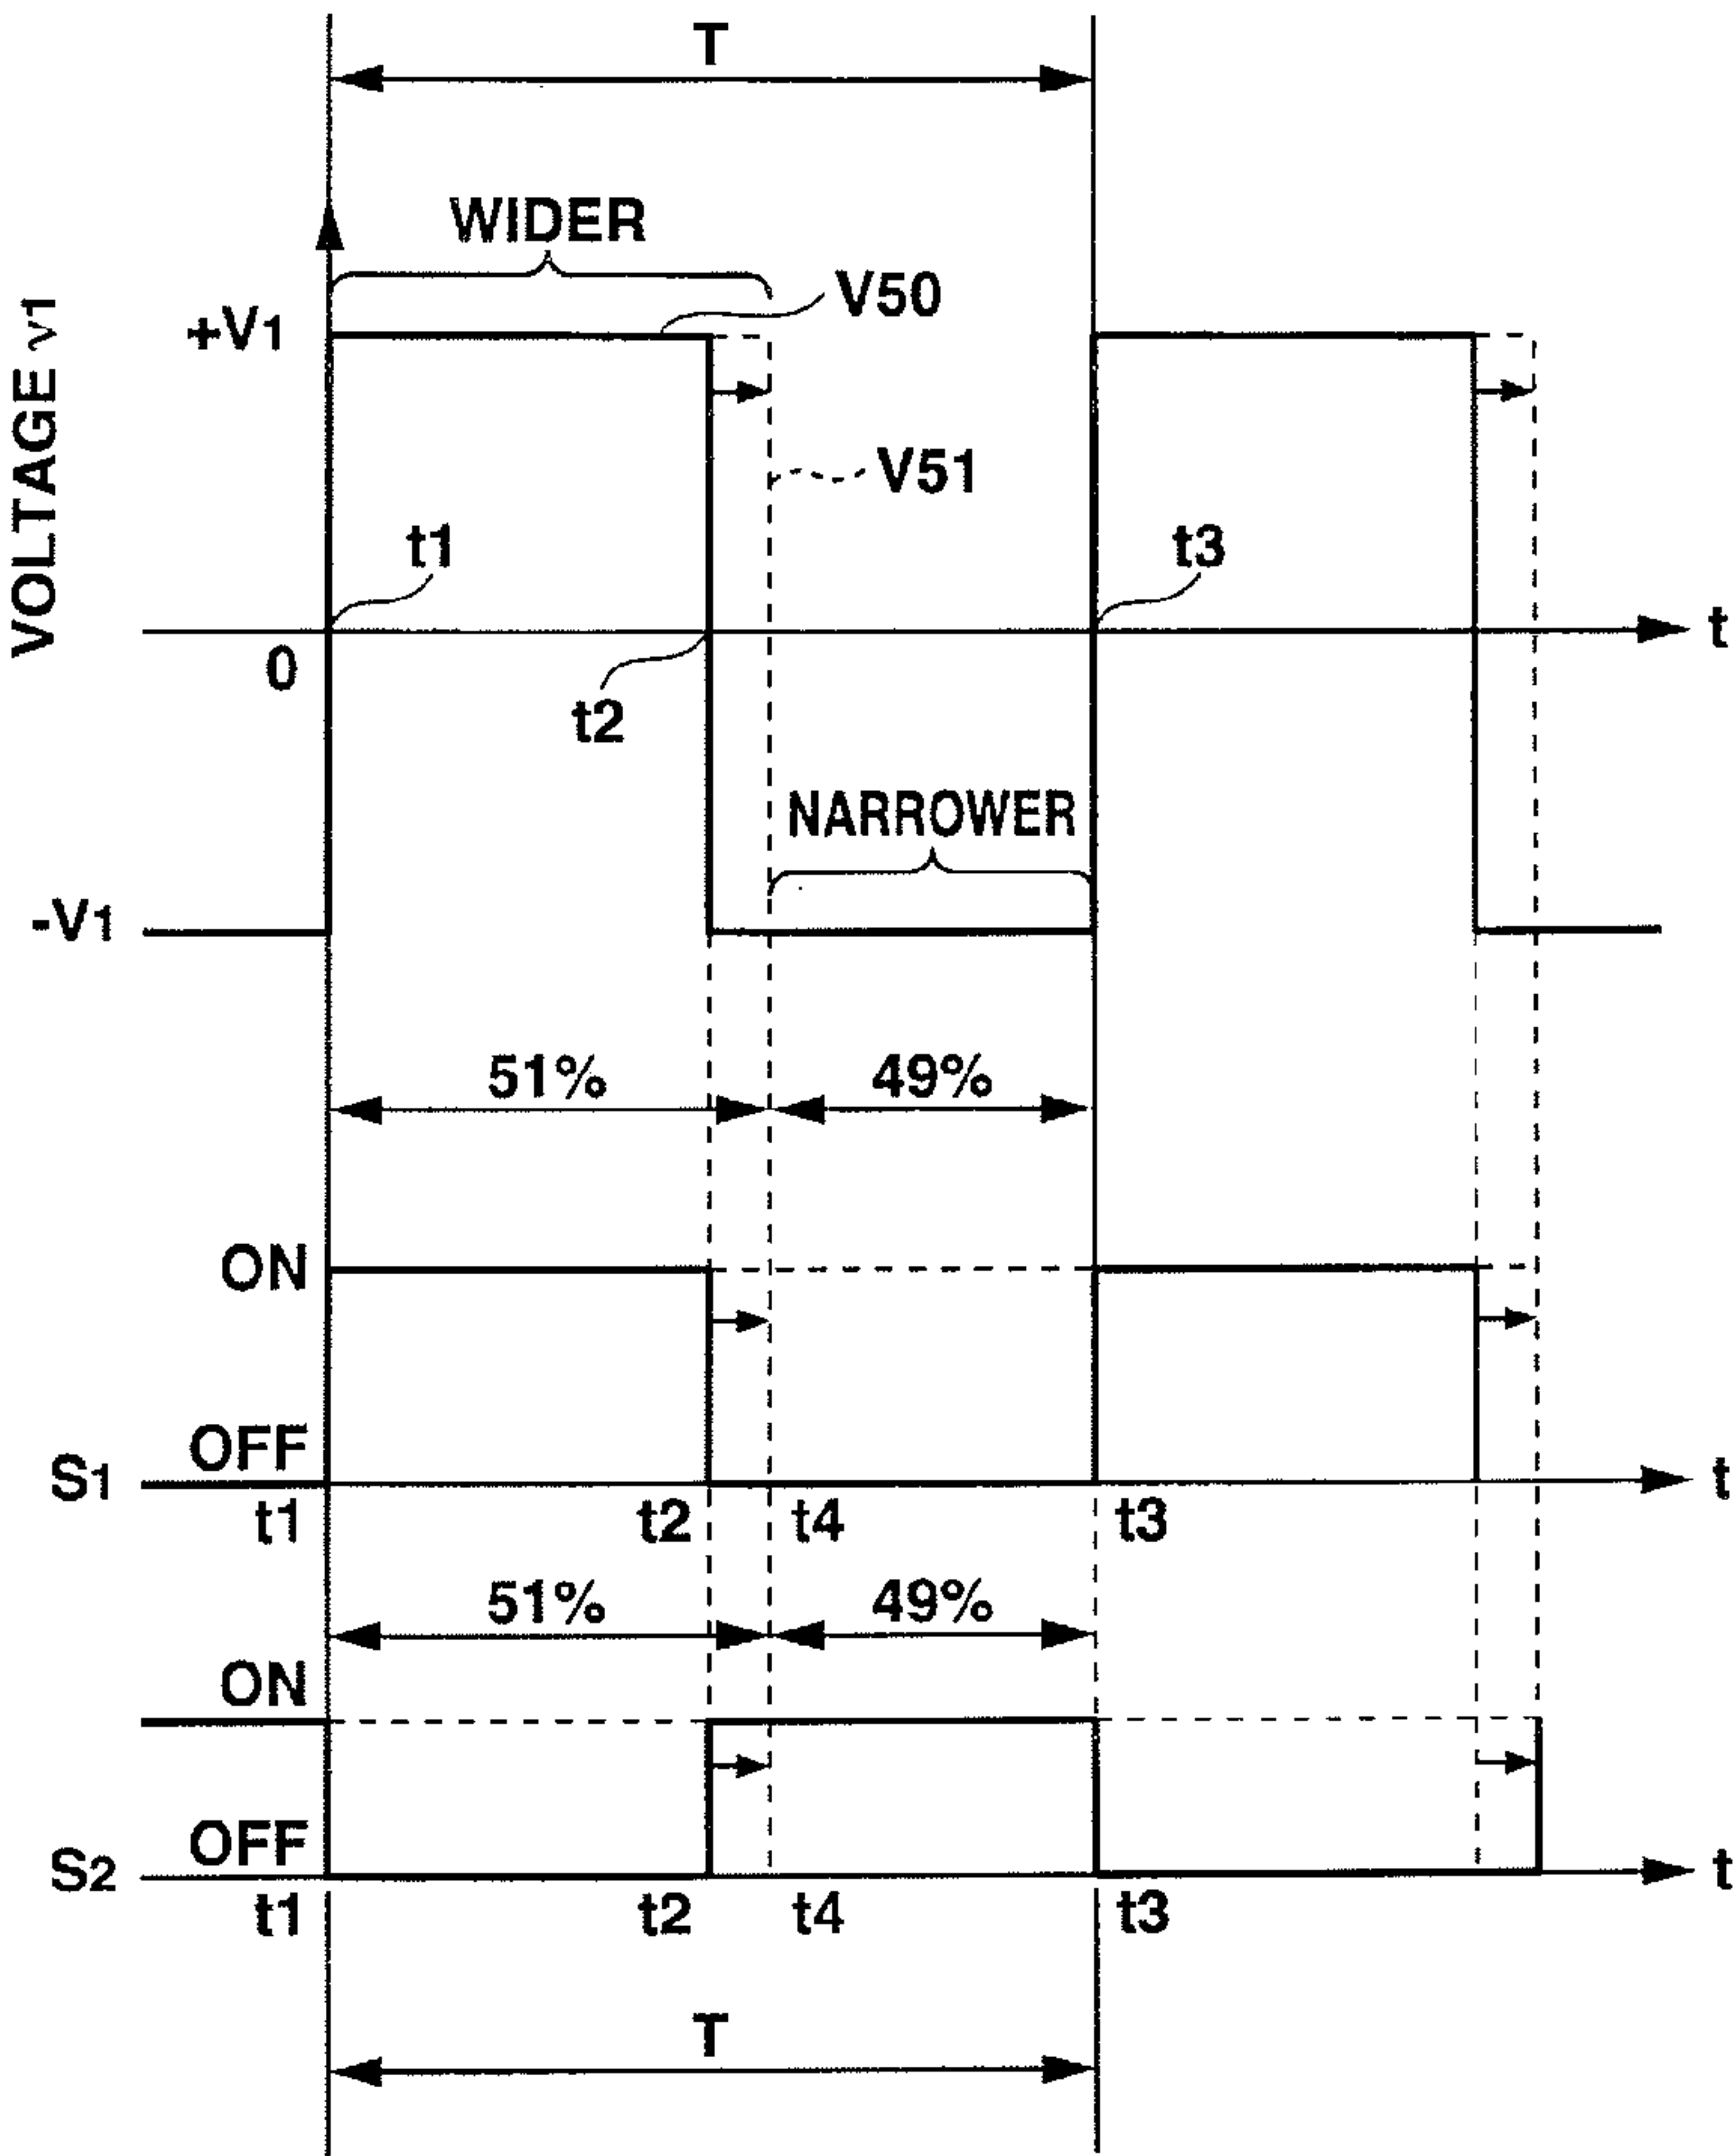 T
WIDER
V50
+V1
VOLTAGE v1
V51
t1
t3
t
0
t2
NARROWER
-V1
51%
49%
ON
OFF
S1
t
t1
t2
t4
t3
51%
49%
ON
OFF
S2
t
t1
t2
t4
t3
T